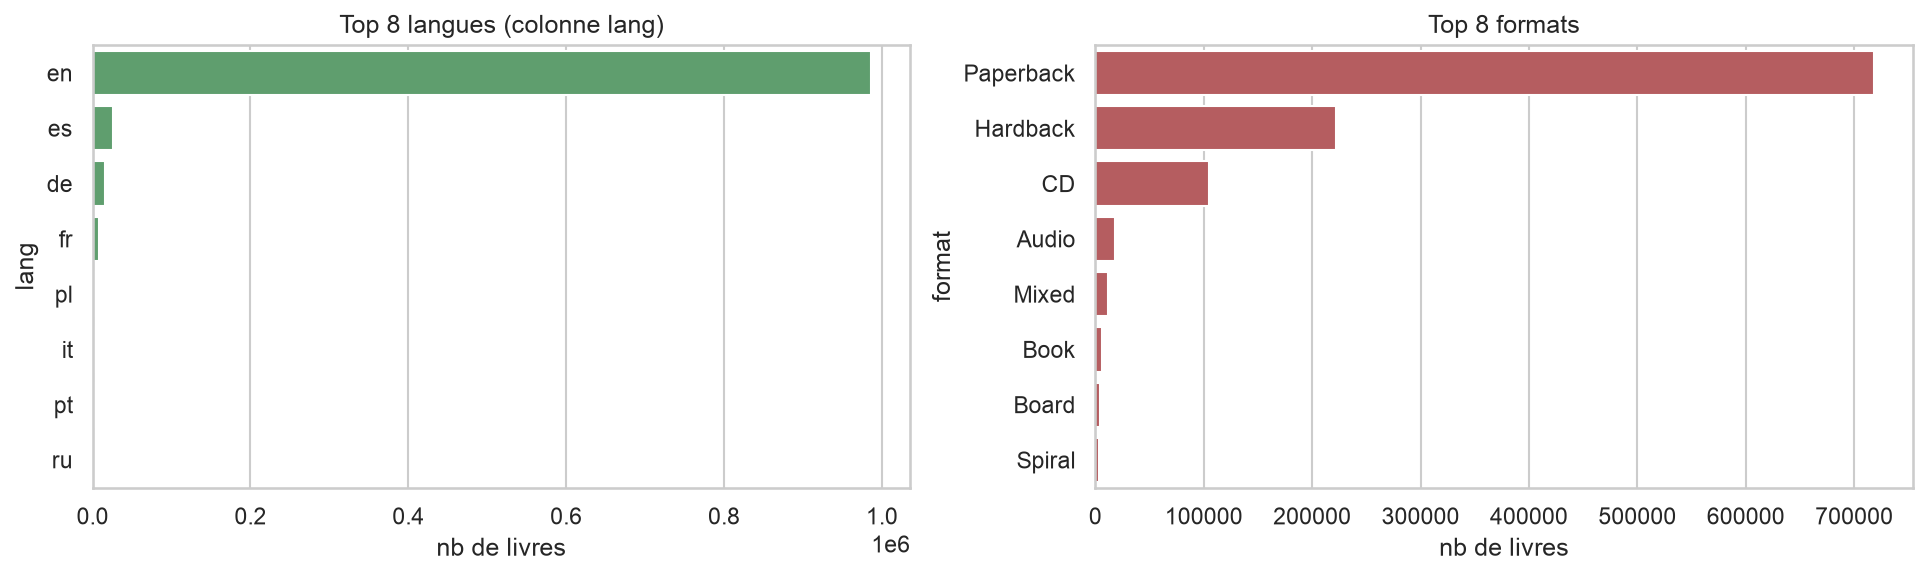 Top 8 langues (colonne lang)
en
es
de
fr
pl
it
pt
ru
lang
0.0 0.2 0.4 0.6 0.8 1.0
1e6
nb de livres
Top 8 formats
Paperback
Hardback
CD
Audio
Mixed
Book
Board
Spiral
format
0 100000 200000 300000 400000 500000 600000 700000
nb de livres